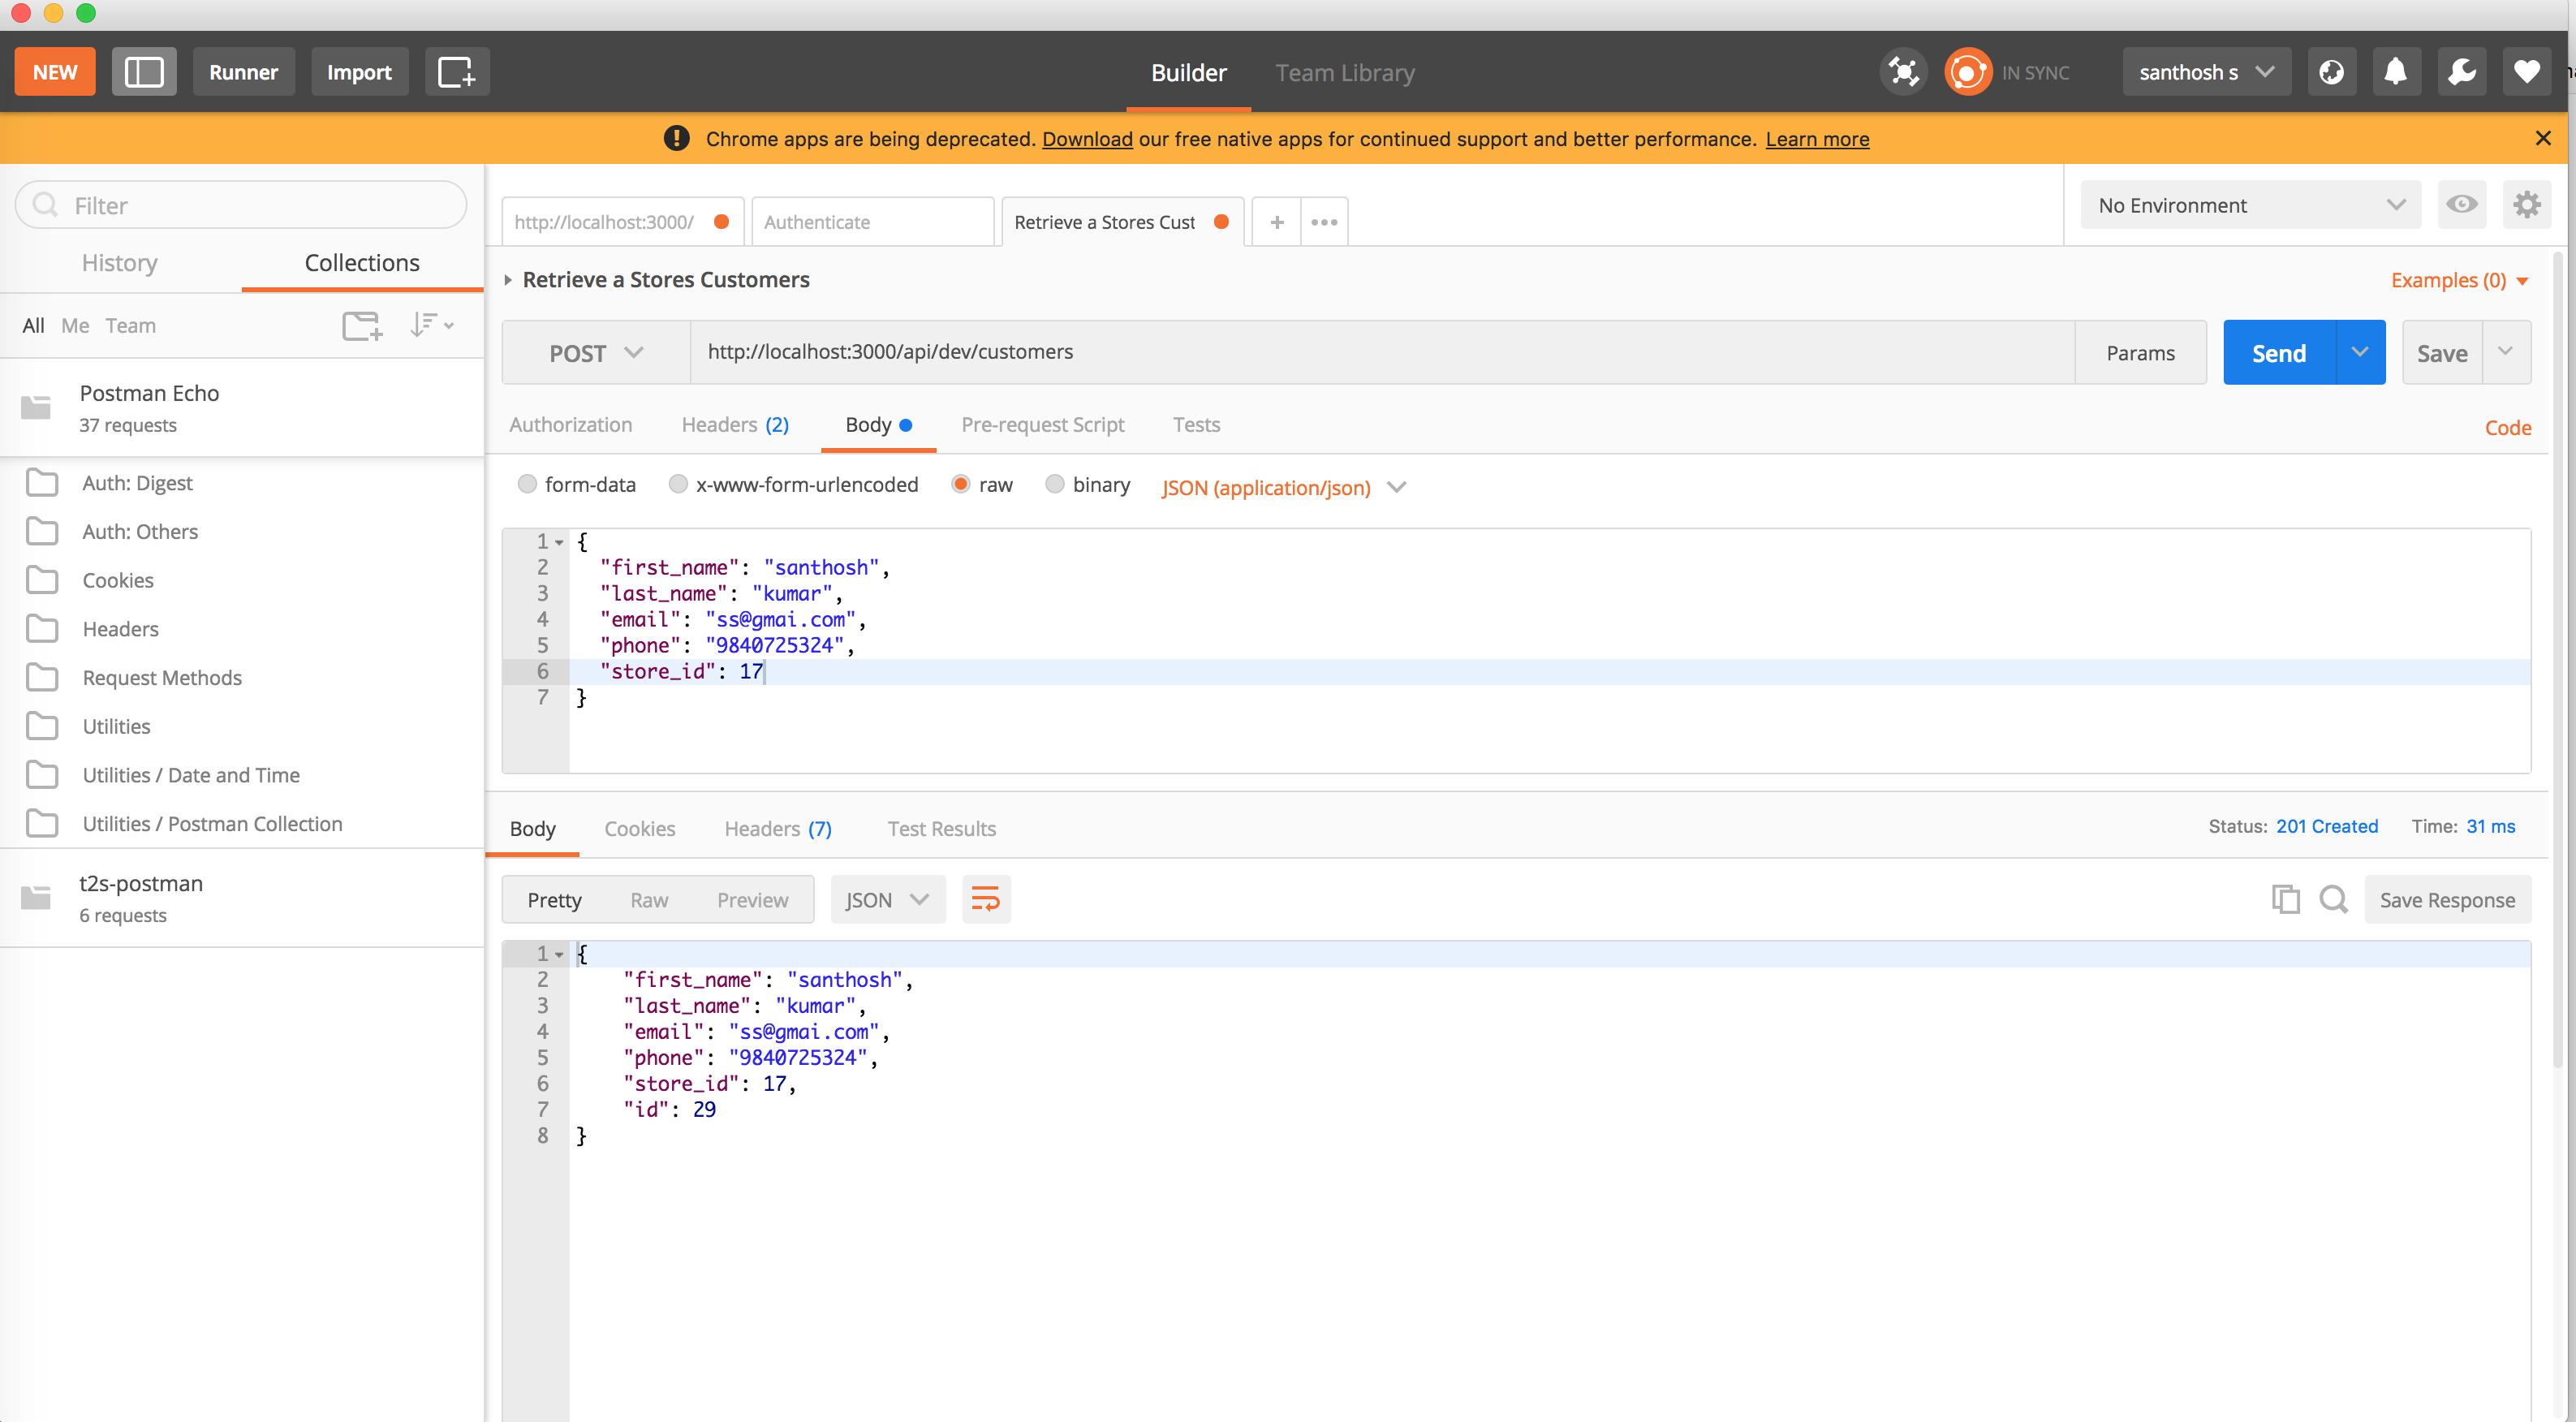 NEW Runner Import Builder Team Library IN SYNC santhosh s
Chrome apps are being deprecated. Download our free native apps for continued support and better performance. Learn more
Filter
History Collections
All Me Team
Postman Echo
37 requests
Auth: Digest
Auth: Others
Cookies
Headers
Request Methods
Utilities
Utilities / Date and Time
Utilities / Postman Collection
t2s-postman
6 requests
http://localhost:3000/ Authenticate Retrieve a Stores Cust + ••• No Environment
Retrieve a Stores Customers Examples (0)
POST http://localhost:3000/api/dev/customers Params Send Save
Authorization Headers (2) Body Pre-request Script Tests Code
form-data x-www-form-urlencoded raw binary JSON (application/json)
1 {
2 "first_name": "santhosh",
3 "last_name": "kumar",
4 "email": "ss@gmai.com",
5 "phone": "9840725324",
6 "store_id": 17
7 }
Body Cookies Headers (7) Test Results Status: 201 Created Time: 31 ms
Pretty Raw Preview JSON Save Response
1 {
2 "first_name": "santhosh",
3 "last_name": "kumar",
4 "email": "ss@gmai.com",
5 "phone": "9840725324",
6 "store_id": 17,
7 "id": 29
8 }